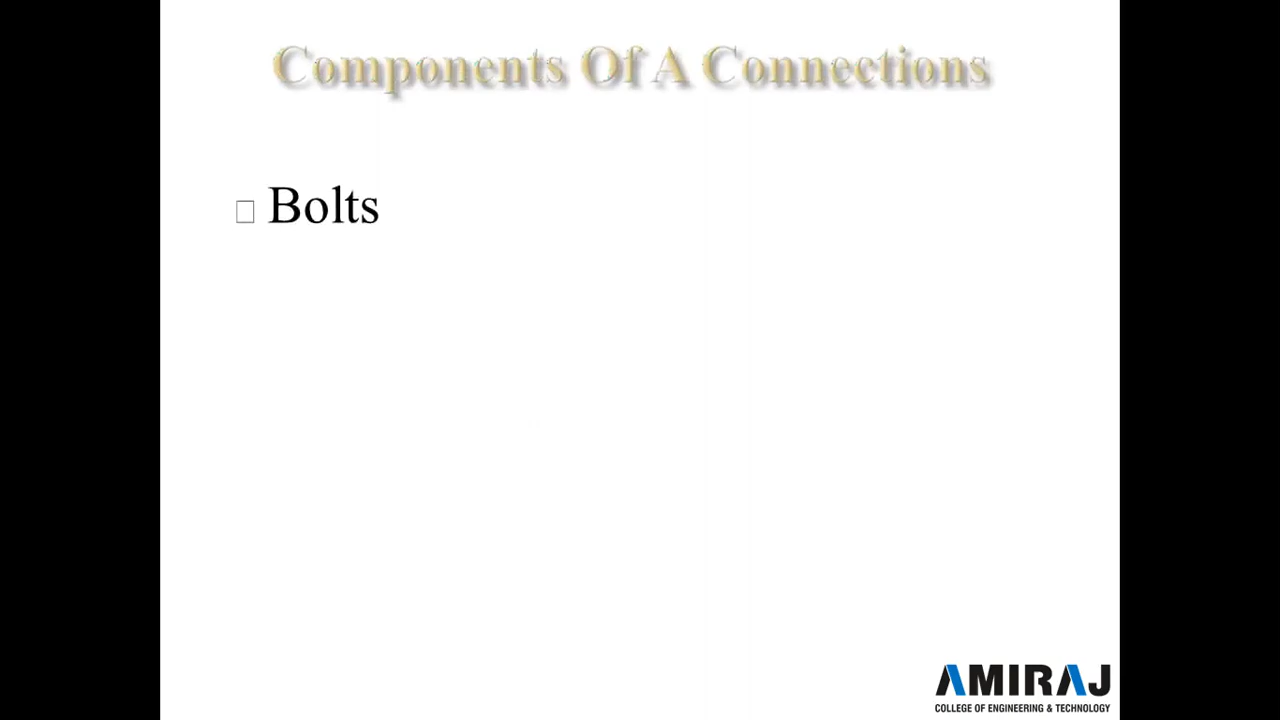 Components Of A Connections
Bolts
AMIRAJ
COLLEGE OF ENGINEERING & TECHNOLOGY